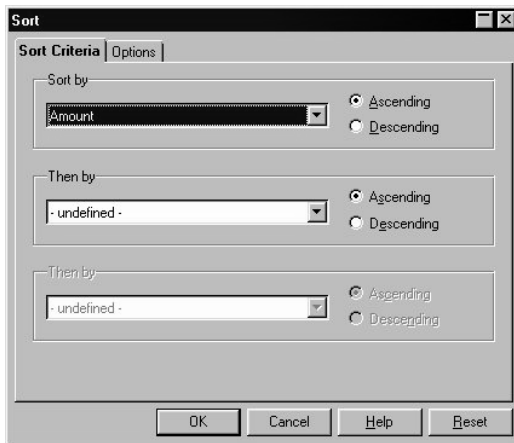 Sort
Sort Criteria Options
Sort by
Amount
Ascending
Descending
Then by
- undefined -
Ascending
Descending
Then by
- undefined -
Ascending
Descending
OK Cancel Help Reset